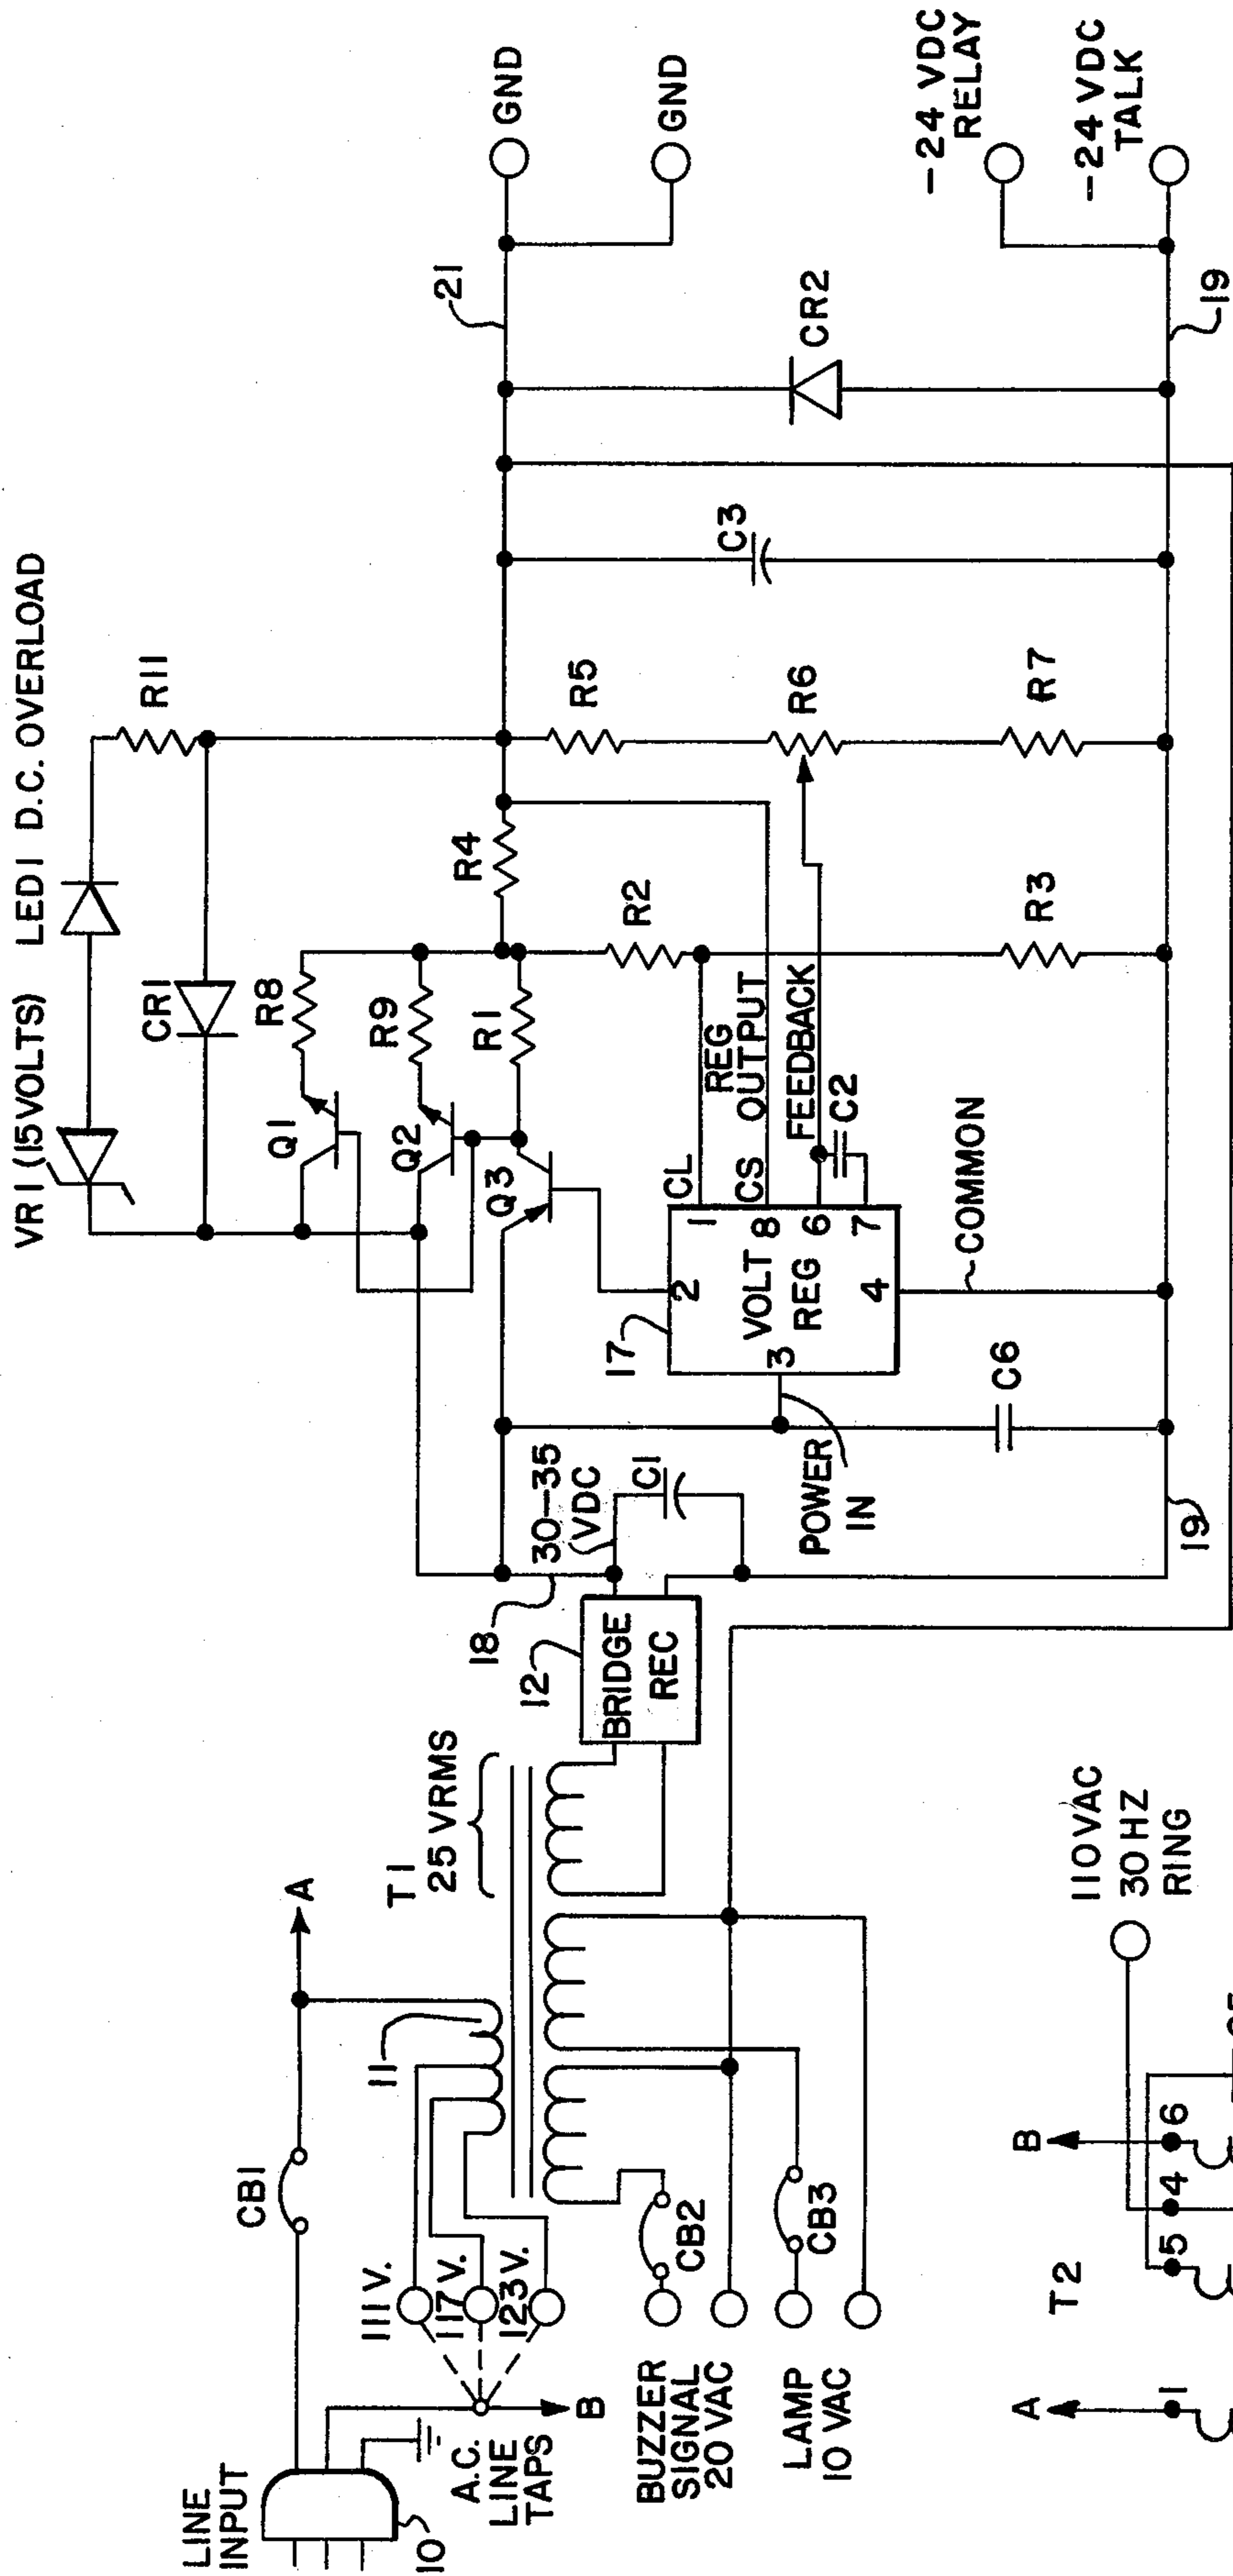 VR1 (15 VOLTS) LED1 D.C. OVERLOAD
R11
CR1
R8
Q1
R9
Q2
R1
Q3
R4
R2
R3
R5
R6
R7
C3
CR2
21
GND
GND
-24 VDC
RELAY
-24 VDC
TALK
19
CL
REG
CS OUTPUT
FEEDBACK
C2
COMMON
1
8
6
7
2
VOLT
REG
3
4
17
POWER
IN
C6
19
30-35
VDC
C1
18
12
BRIDGE
REC
T1
25 VRMS
A
11
CB1
LINE
INPUT
10
111 V.
117 V.
123 V.
A.C.
LINE
TAPS
B
BUZZER
SIGNAL
20 VAC
CB2
LAMP
10 VAC
CB3
110VAC
30 HZ
RING
T2
A
1
B
5
4
6